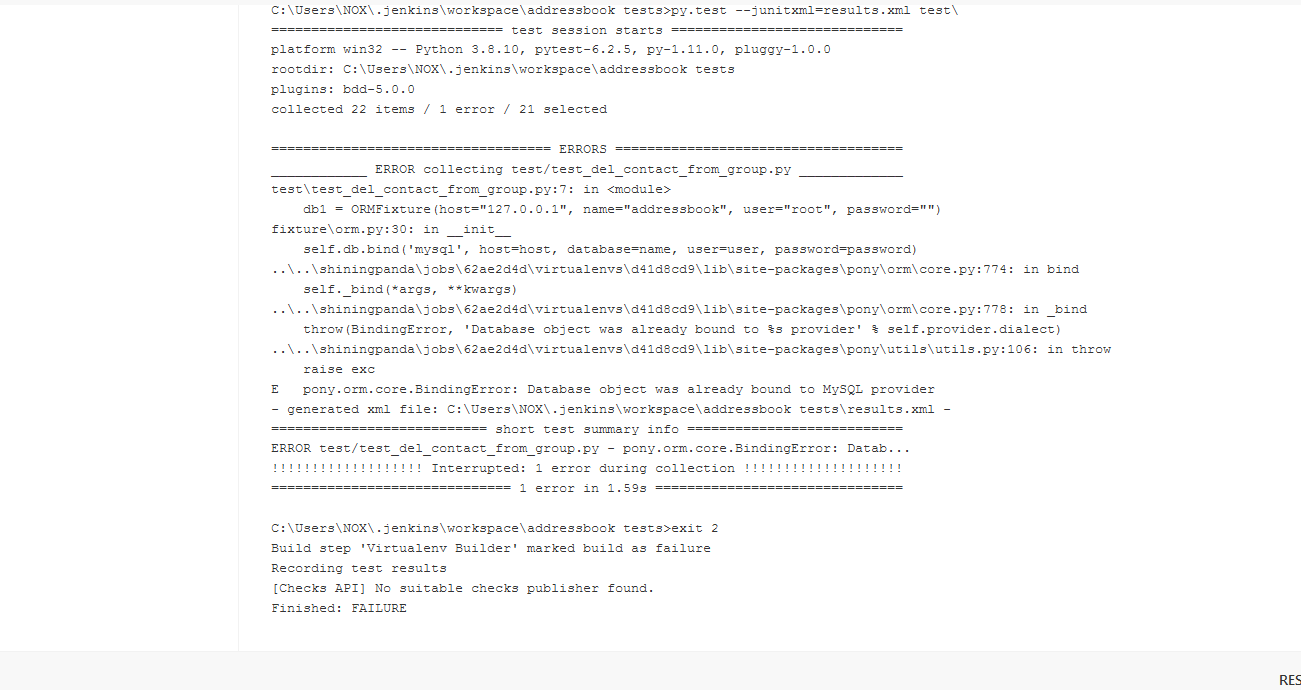 C:\Users\NOX\.jenkins\workspace\addressbook tests>py.test --junitxml=results.xml test\
============================= test session starts =============================
platform win32 -- Python 3.8.10, pytest-6.2.5, py-1.11.0, pluggy-1.0.0
rootdir: C:\Users\NOX\.jenkins\workspace\addressbook tests
plugins: bdd-5.0.0
collected 22 items / 1 error / 21 selected
=================================== ERRORS ====================================
____________ ERROR collecting test/test_del_contact_from_group.py _____________
test\test_del_contact_from_group.py:7: in <module>
    db1 = ORMFixture(host="127.0.0.1", name="addressbook", user="root", password="")
fixture\orm.py:30: in __init__
    self.db.bind('mysql', host=host, database=name, user=user, password=password)
..\..\shiningpanda\jobs\62ae2d4d\virtualenvs\d41d8cd9\lib\site-packages\pony\orm\core.py:774: in bind
    self._bind(*args, **kwargs)
..\..\shiningpanda\jobs\62ae2d4d\virtualenvs\d41d8cd9\lib\site-packages\pony\orm\core.py:778: in _bind
    throw(BindingError, 'Database object was already bound to %s provider' % self.provider.dialect)
..\..\shiningpanda\jobs\62ae2d4d\virtualenvs\d41d8cd9\lib\site-packages\pony\utils\utils.py:106: in throw
    raise exc
E   pony.orm.core.BindingError: Database object was already bound to MySQL provider
- generated xml file: C:\Users\NOX\.jenkins\workspace\addressbook tests\results.xml -
=========================== short test summary info ===========================
ERROR test/test_del_contact_from_group.py - pony.orm.core.BindingError: Datab...
!!!!!!!!!!!!!!!!!!! Interrupted: 1 error during collection !!!!!!!!!!!!!!!!!!!!
============================== 1 error in 1.59s ===============================
C:\Users\NOX\.jenkins\workspace\addressbook tests>exit 2
Build step 'Virtualenv Builder' marked build as failure
Recording test results
[Checks API] No suitable checks publisher found.
Finished: FAILURE
RES